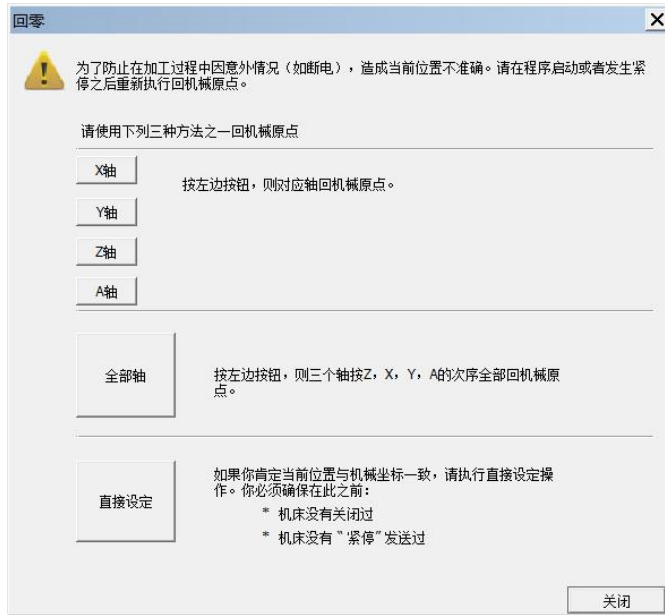 回零
为了防止在加工过程中因意外情况（如断电），造成当前位置不准确。请在程序启动或者发生紧
停之后重新执行回机械原点。
请使用下列三种方法之一回机械原点
X轴
按左边按钮，则对应轴回机械原点。
Y轴
Z轴
A轴
全部轴
按左边按钮，则三个轴按Z，X，Y，A的次序全部回机械原
点。
直接设定
如果你肯定当前位置与机械坐标一致，请执行直接设定操
作。你必须确保在此之前：
* 机床没有关闭过
* 机床没有“紧停”发送过
关闭